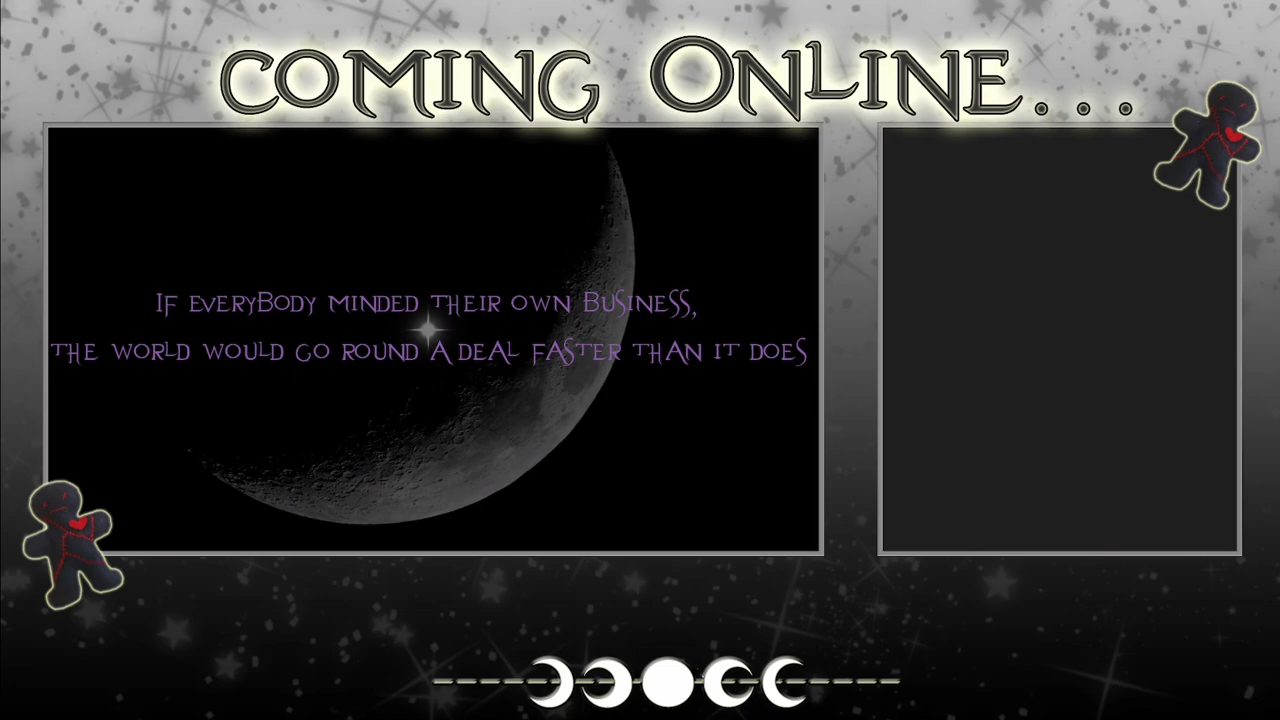 Coming Online...
If everybody minded their own business,
the world would go round a deal faster than it does